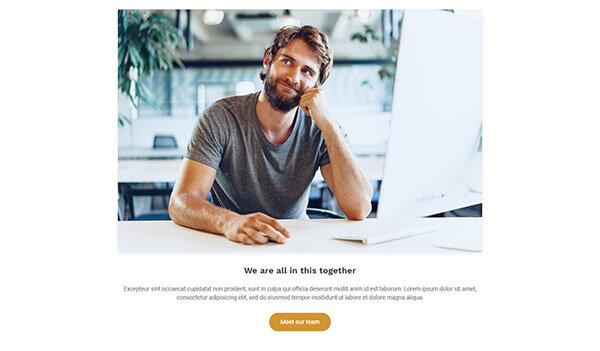 We are all in this together
Excepteur sint occaecat cupidatat non proident, sunt in culpa qui officia deserunt mollit anim id est laborum. Lorem ipsum dolor sit amet,
consectetur adipisicing elit, sed do eiusmod tempor incididunt ut labore et dolore magna aliqua.
Meet our team